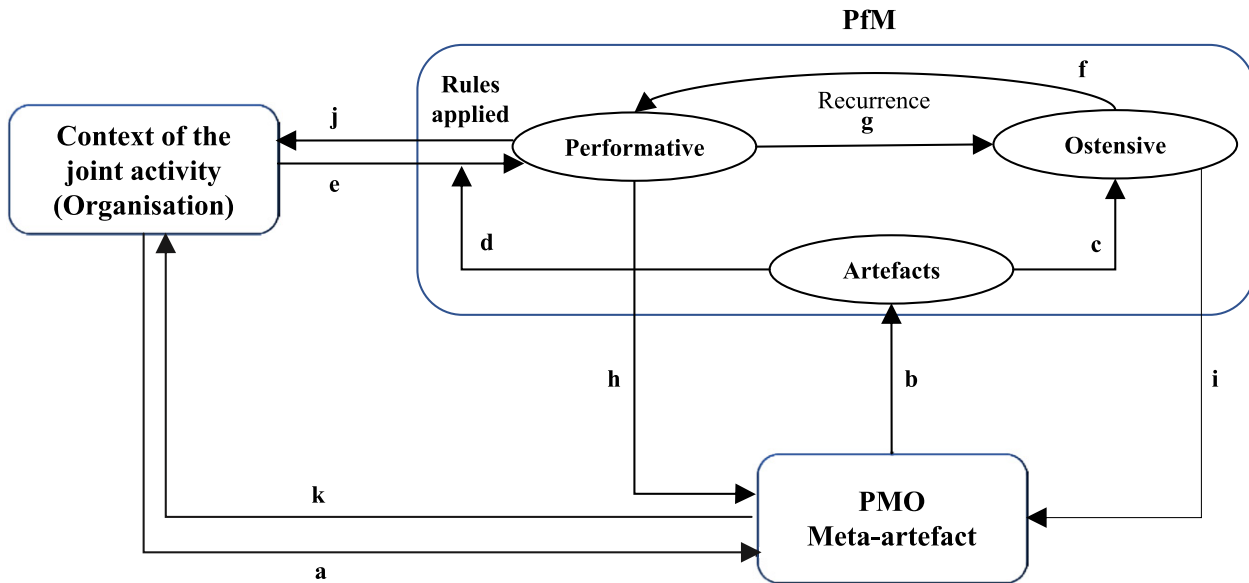 PfM
f
Rules
applied
Recurrence
g
j
Context of the
joint activity
(Organisation)
Performative
Ostensive
e
d
c
Artefacts
h
b
i
k
PMO
Meta-artefact
a